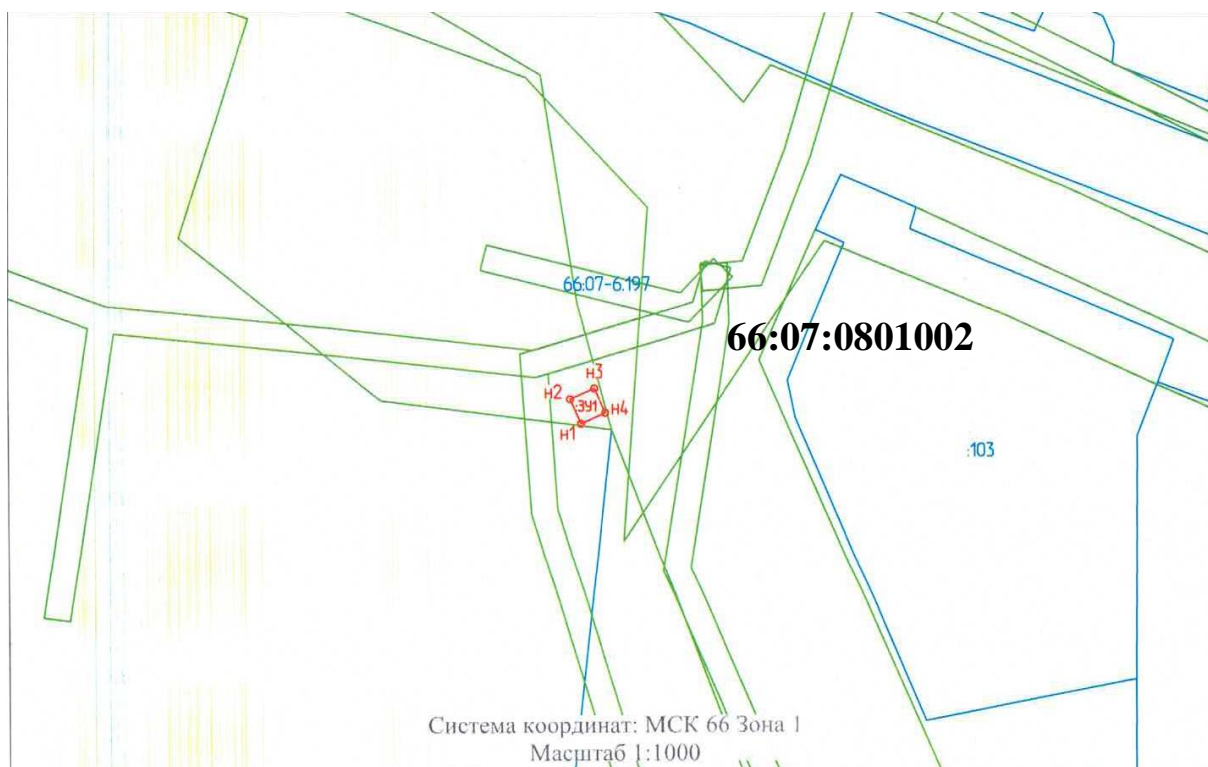 66:07-6.197
66:07:0801002
н3
н2
:ЗУ1
н4
н1
:103
Система координат: МСК 66 Зона 1
Масштаб 1:1000